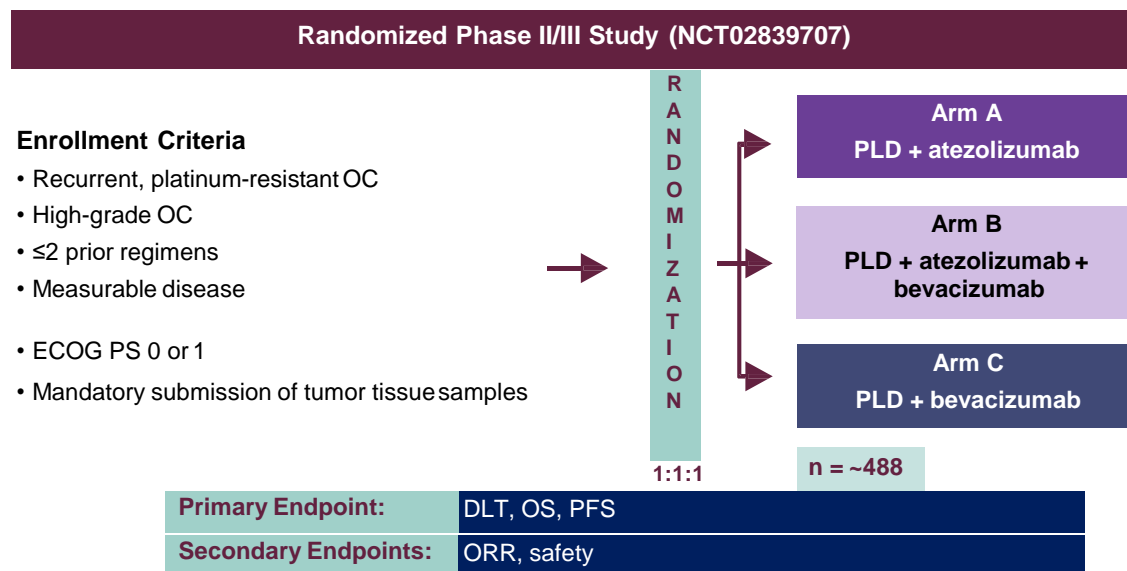 Randomized Phase II/III Study (NCT02839707)
Enrollment Criteria
• Recurrent, platinum-resistant OC
• High-grade OC
• ≤2 prior regimens
• Measurable disease
• ECOG PS 0 or 1
• Mandatory submission of tumor tissue samples
RANDOMIZATION
1:1:1
Arm A
PLD + atezolizumab
Arm B
PLD + atezolizumab +
bevacizumab
Arm C
PLD + bevacizumab
n = ~488
Primary Endpoint: DLT, OS, PFS
Secondary Endpoints: ORR, safety